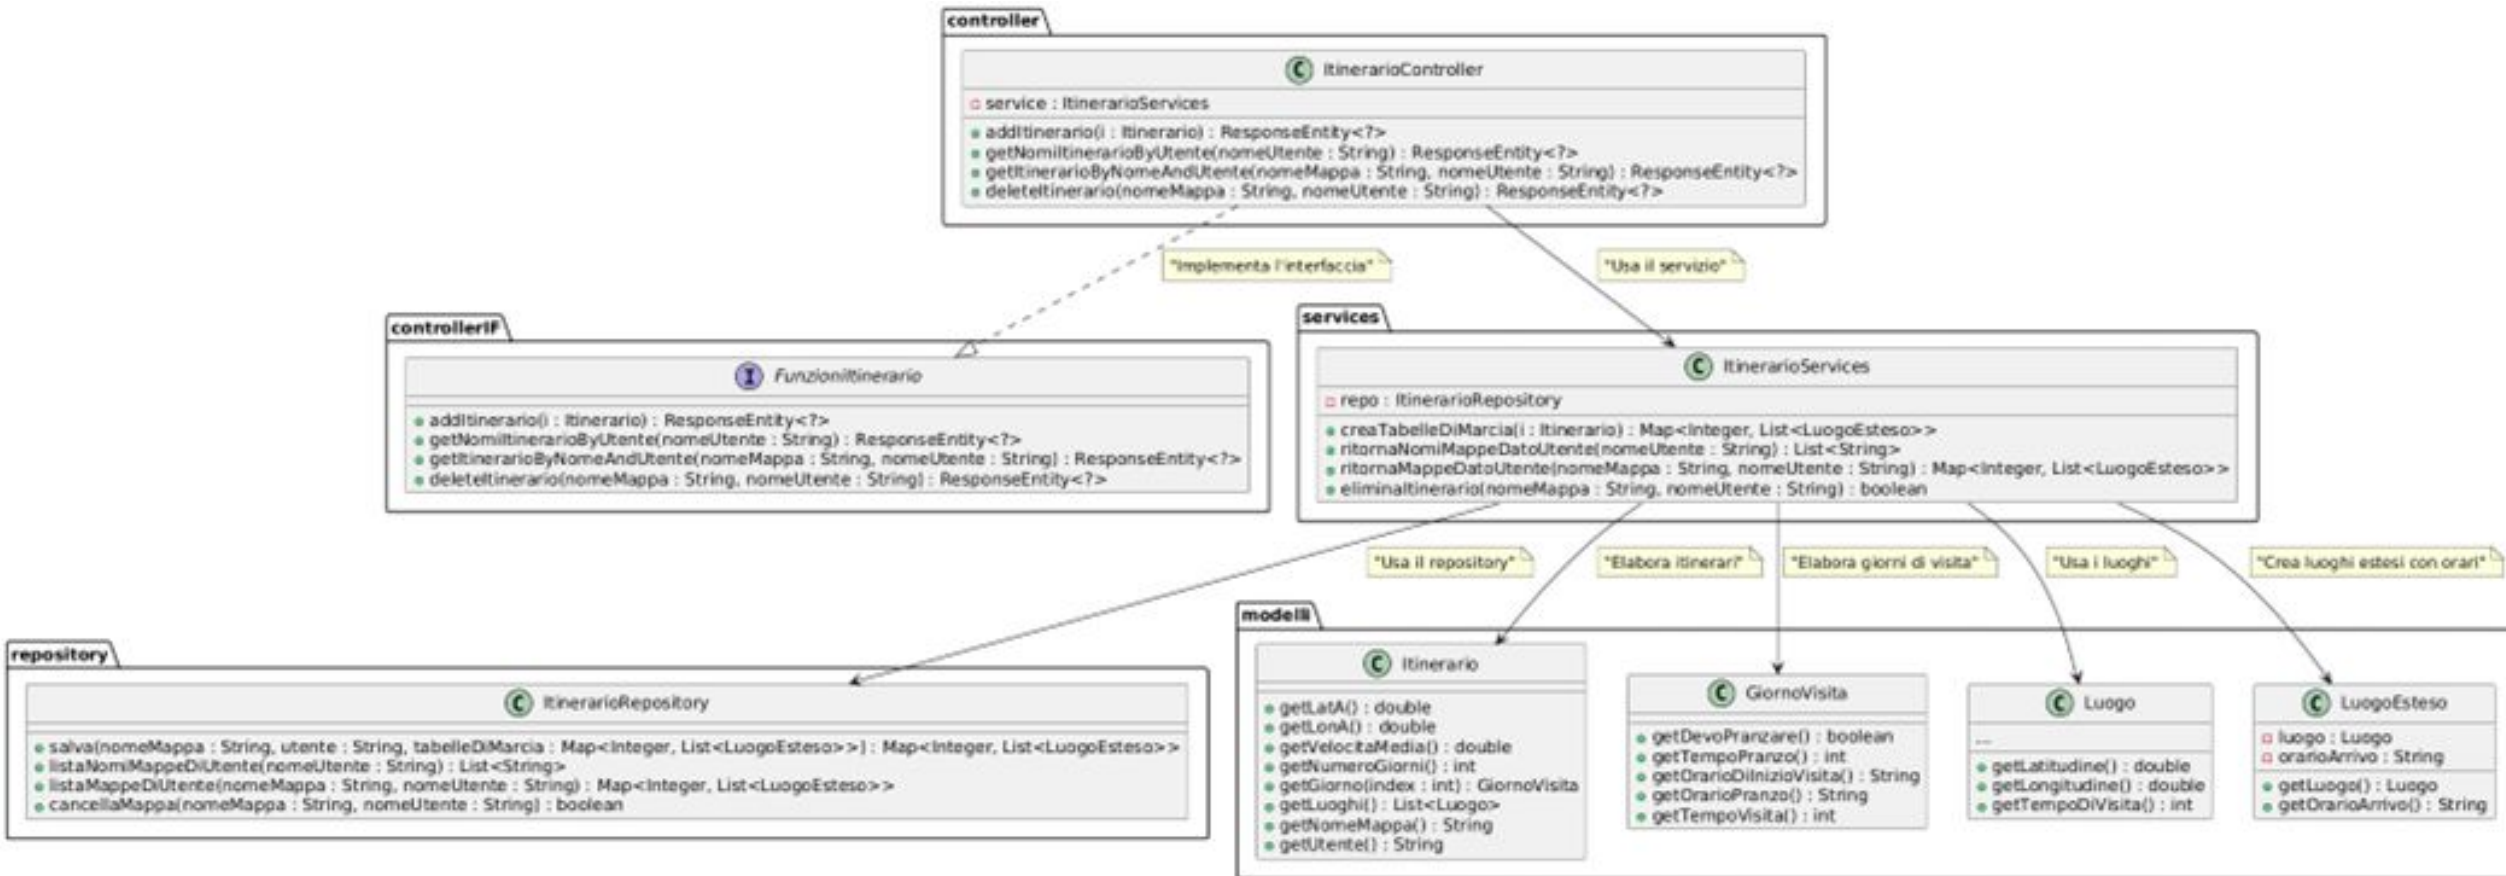 controller
ItinerarioController
service : ItinerarioServices
addItinerario(i : Itinerario) : ResponseEntity<?>
getNomiItinerarioByUtente(nomeUtente : String) : ResponseEntity<?>
getItinerarioByNomeAndUtente(nomeMappa : String, nomeUtente : String) : ResponseEntity<?>
deleteItinerario(nomeMappa : String, nomeUtente : String) : ResponseEntity<?>
"Implementa l'interfaccia"
"Usa il servizio"
controllerIF
FunzioniItinerario
addItinerario(i : Itinerario) : ResponseEntity<?>
getNomiItinerarioByUtente(nomeUtente : String) : ResponseEntity<?>
getItinerarioByNomeAndUtente(nomeMappa : String, nomeUtente : String) : ResponseEntity<?>
deleteItinerario(nomeMappa : String, nomeUtente : String) : ResponseEntity<?>
services
ItinerarioServices
repo : ItinerarioRepository
creaTabelleDiMarcia(i : Itinerario) : Map<Integer, List<LuogoEsteso>>
ritornaNomiMappeDatoUtente(nomeUtente : String) : List<String>
ritornaMappeDatoUtente(nomeMappa : String, nomeUtente : String) : Map<Integer, List<LuogoEsteso>>
eliminaItinerario(nomeMappa : String, nomeUtente : String) : boolean
"Usa il repository"
"Elabora itinerari"
"Elabora giorni di visita"
"Usa i luoghi"
"Crea luoghi estesi con orari"
repository
ItinerarioRepository
salva(nomeMappa : String, utente : String, tabelleDiMarcia : Map<Integer, List<LuogoEsteso>>) : Map<Integer, List<LuogoEsteso>>
listaNomiMappeDiUtente(nomeUtente : String) : List<String>
listaMappeDiUtente(nomeMappa : String, nomeUtente : String) : Map<Integer, List<LuogoEsteso>>
cancellaMappa(nomeMappa : String, nomeUtente : String) : boolean
modelli
Itinerario
getLatA() : double
getLonA() : double
getVelocitaMedia() : double
getNumeroGiorni() : int
getGiorno(index : int) : GiornoVisita
getLuoghi() : List<Luogo>
getNomeMappa() : String
getUtente() : String
GiornoVisita
getDevoPranzare() : boolean
getTempoPranzo() : int
getOrarioDiInizioVisita() : String
getOrarioPranzo() : String
getTempoVisita() : int
Luogo
...
getLatitudine() : double
getLongitudine() : double
getTempoDiVisita() : int
LuogoEsteso
luogo : Luogo
orarioArrivo : String
getLuogo() : Luogo
getOrarioArrivo() : String